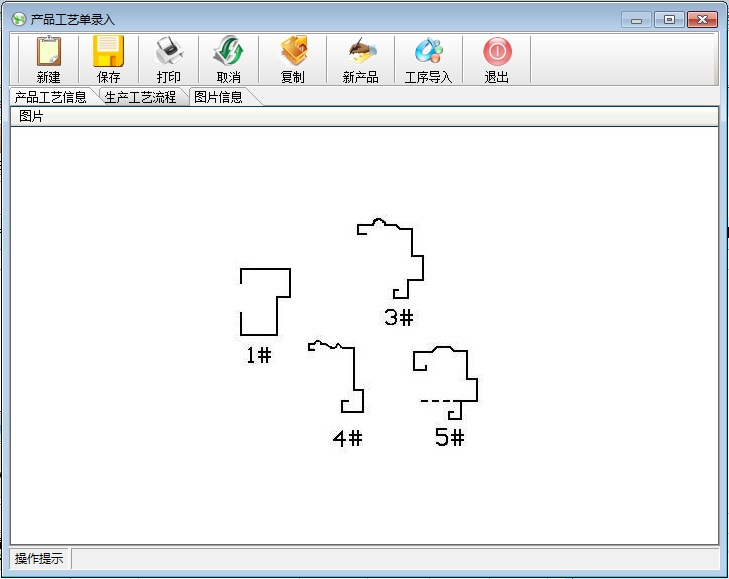 产品工艺单录入
新建 保存 打印 取消 复制 新产品 工序导入 退出
产品工艺信息 生产工艺流程 图片信息
图片
3#
1#
4# 5#
操作提示